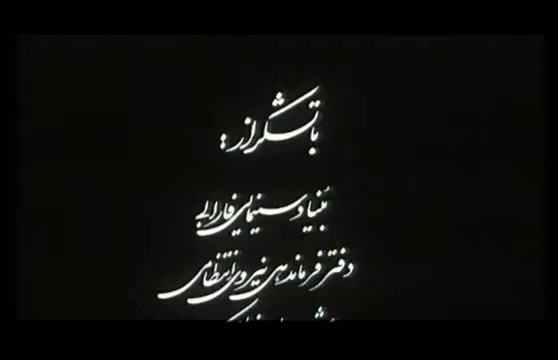 با تشکر از :
بنیاد سینمایی فارابی
دفتر فرماندهی نیروی انتظامی